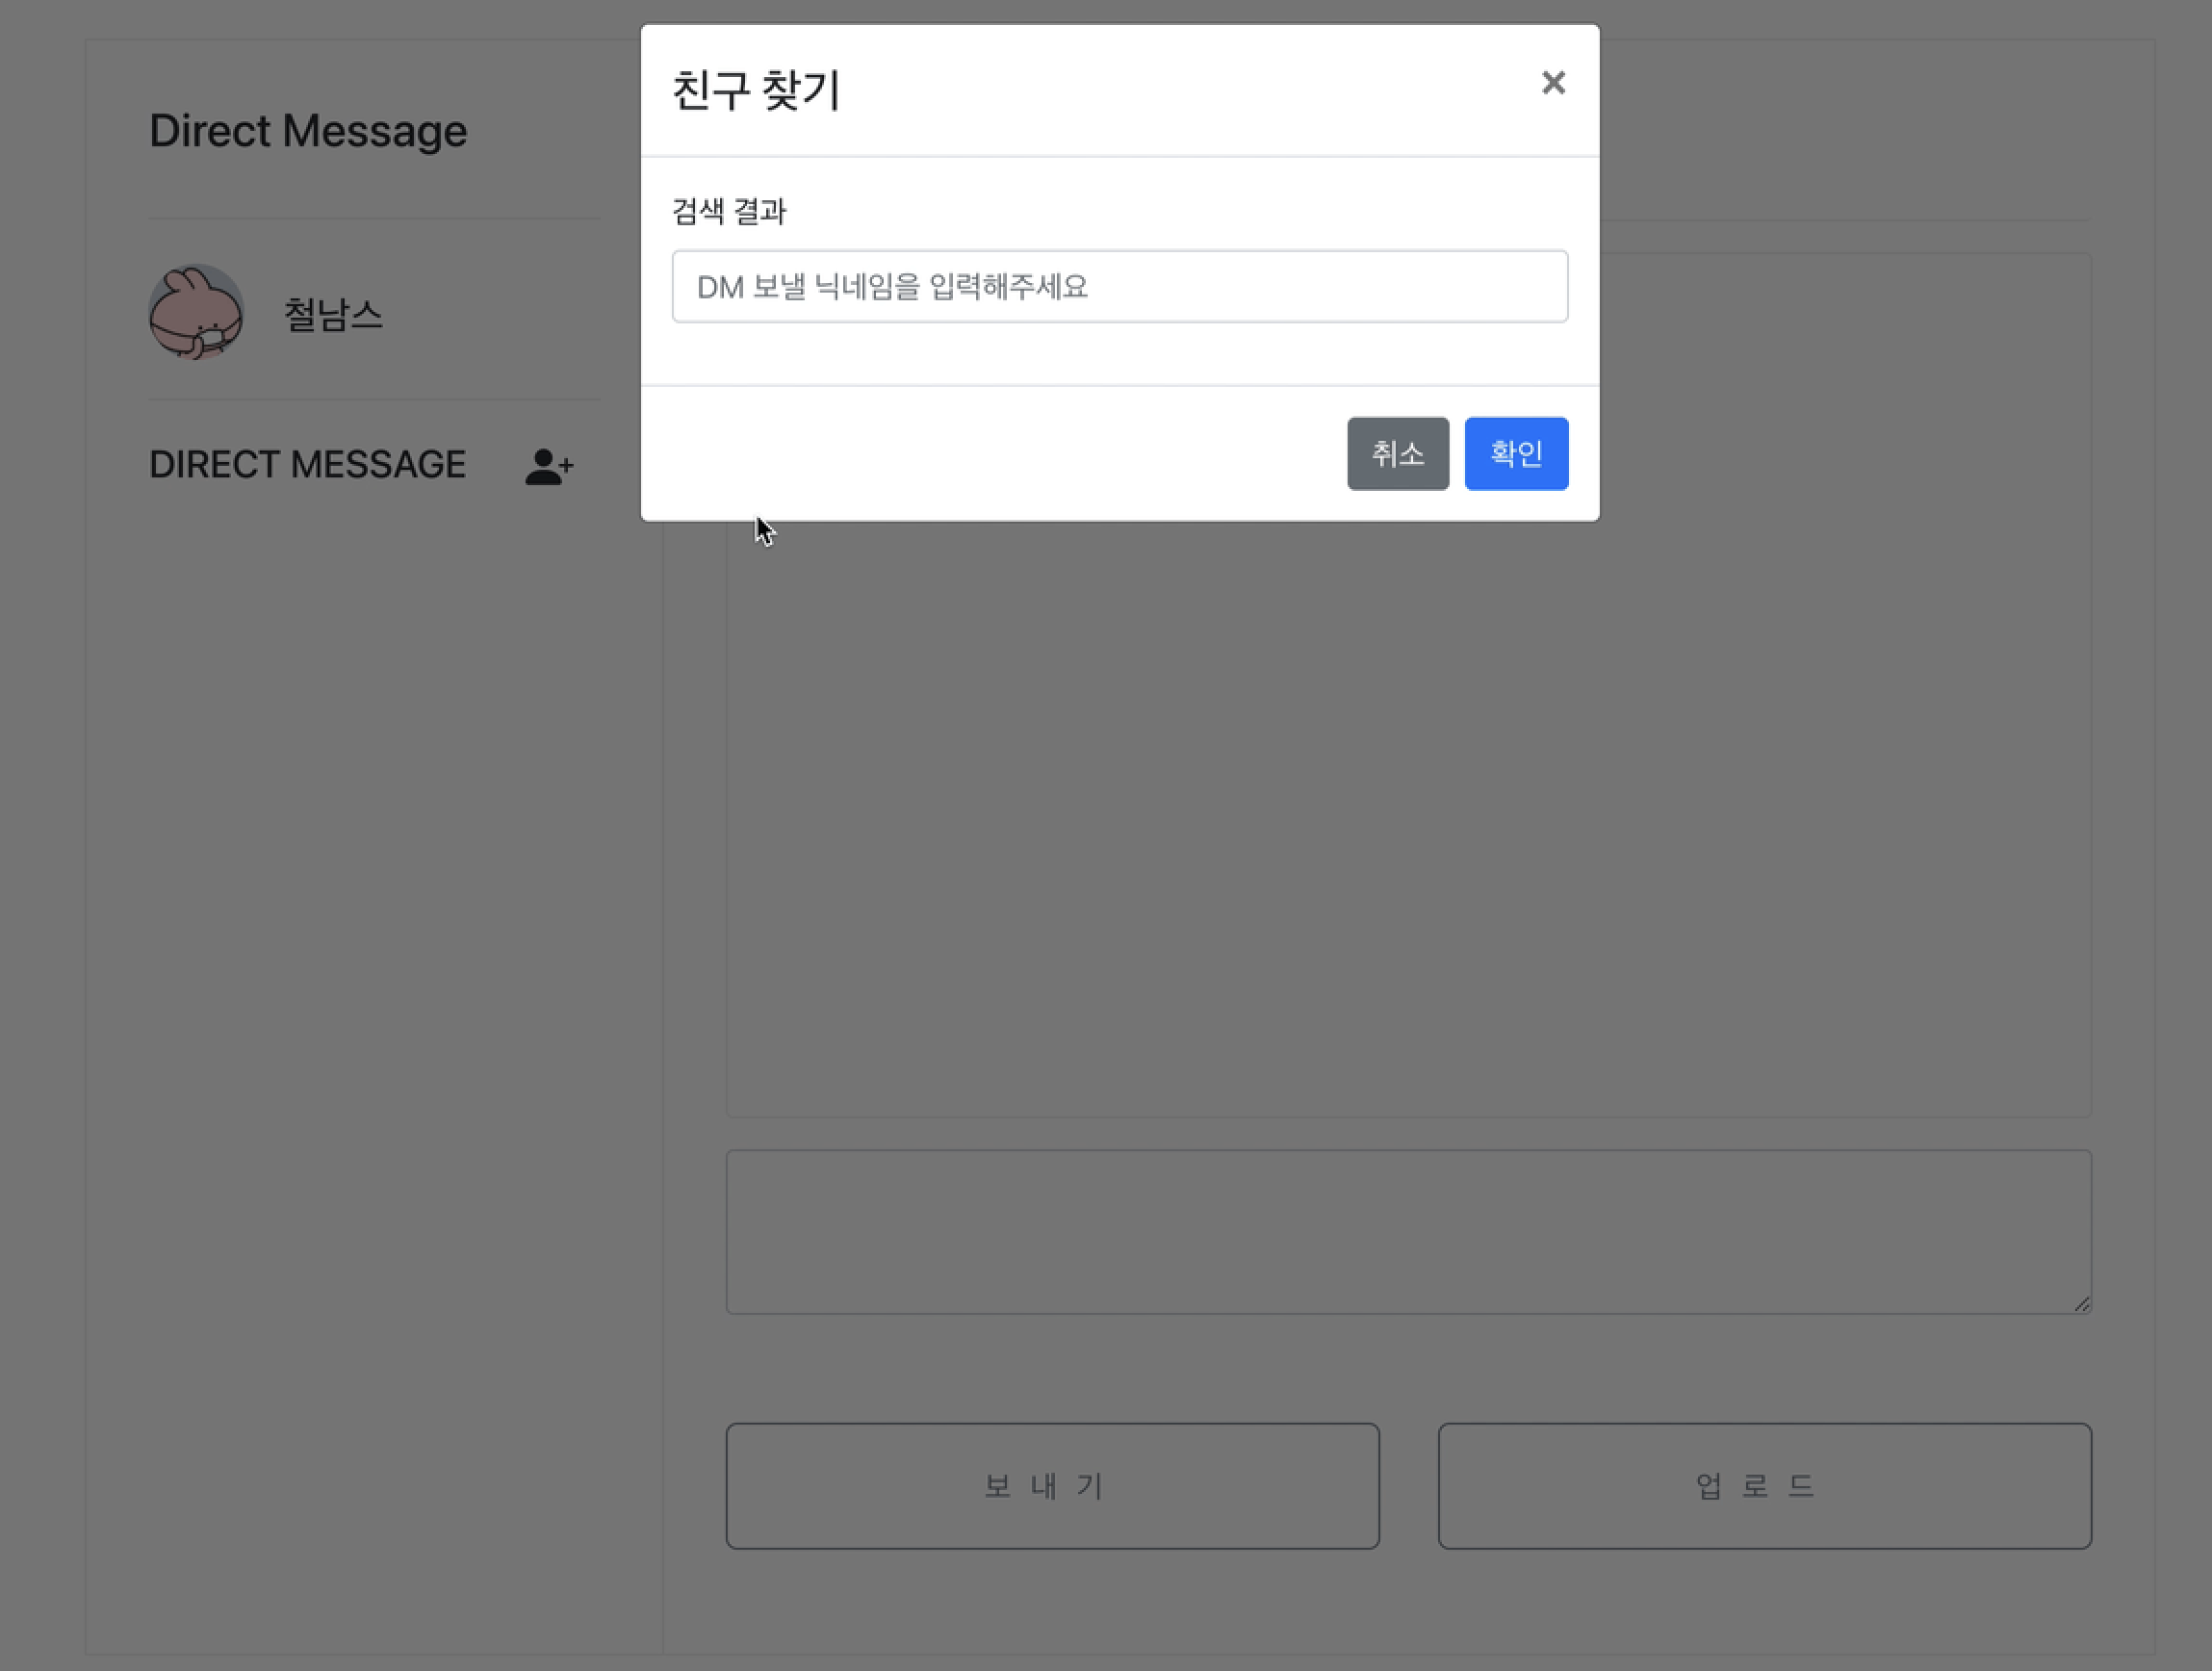 Direct Message
철남스
DIRECT MESSAGE
친구 찾기
×
검색 결과
DM 보낼 닉네임을 입력해주세요
취소 확인
보 내 기
업 로 드